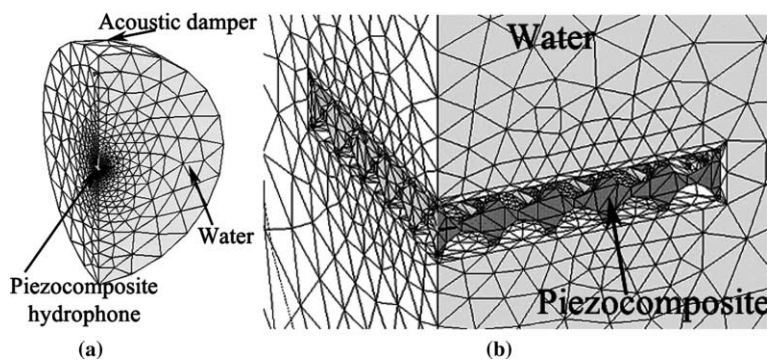 (a)
Acoustic damper
Water
Piezocomposite
hydrophone
(a)
(b)
Water
Piezocomposite
(b)